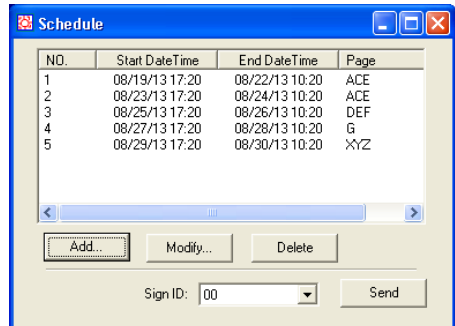 Schedule
NO. Start DateTime End DateTime Page
1 08/19/13 17:20 08/22/13 10:20 ACE
2 08/23/13 17:20 08/24/13 10:20 ACE
3 08/25/13 17:20 08/26/13 10:20 DEF
4 08/27/13 17:20 08/28/13 10:20 G
5 08/29/13 17:20 08/30/13 10:20 XYZ
Add... Modify... Delete
Sign ID: 00 Send